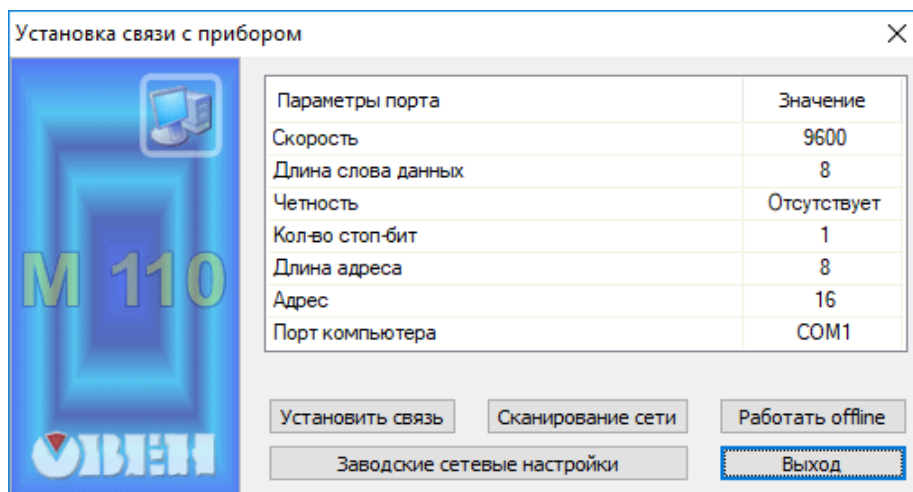 Установка связи с прибором
М 110
ОВЕН
Параметры порта Значение
Скорость 9600
Длина слова данных 8
Четность Отсутствует
Кол-во стоп-бит 1
Длина адреса 8
Адрес 16
Порт компьютера COM1
Установить связь Сканирование сети Работать offline
Заводские сетевые настройки Выход